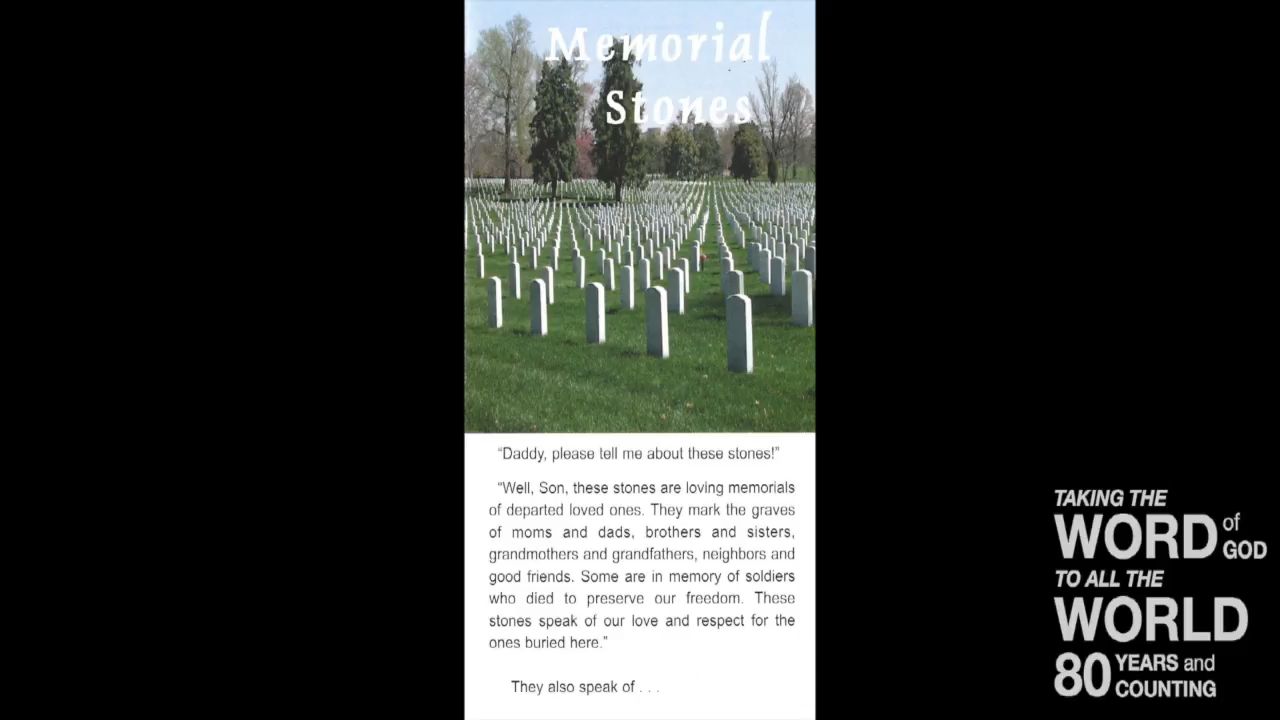 Memorial
Stones
“Daddy, please tell me about these stones!”
“Well, Son, these stones are loving memorials
of departed loved ones. They mark the graves
of moms and dads, brothers and sisters,
grandmothers and grandfathers, neighbors and
good friends. Some are in memory of soldiers
who died to preserve our freedom. These
stones speak of our love and respect for the
ones buried here.”
They also speak of . . .
TAKING THE
WORD of GOD
TO ALL THE
WORLD
80 YEARS and COUNTING